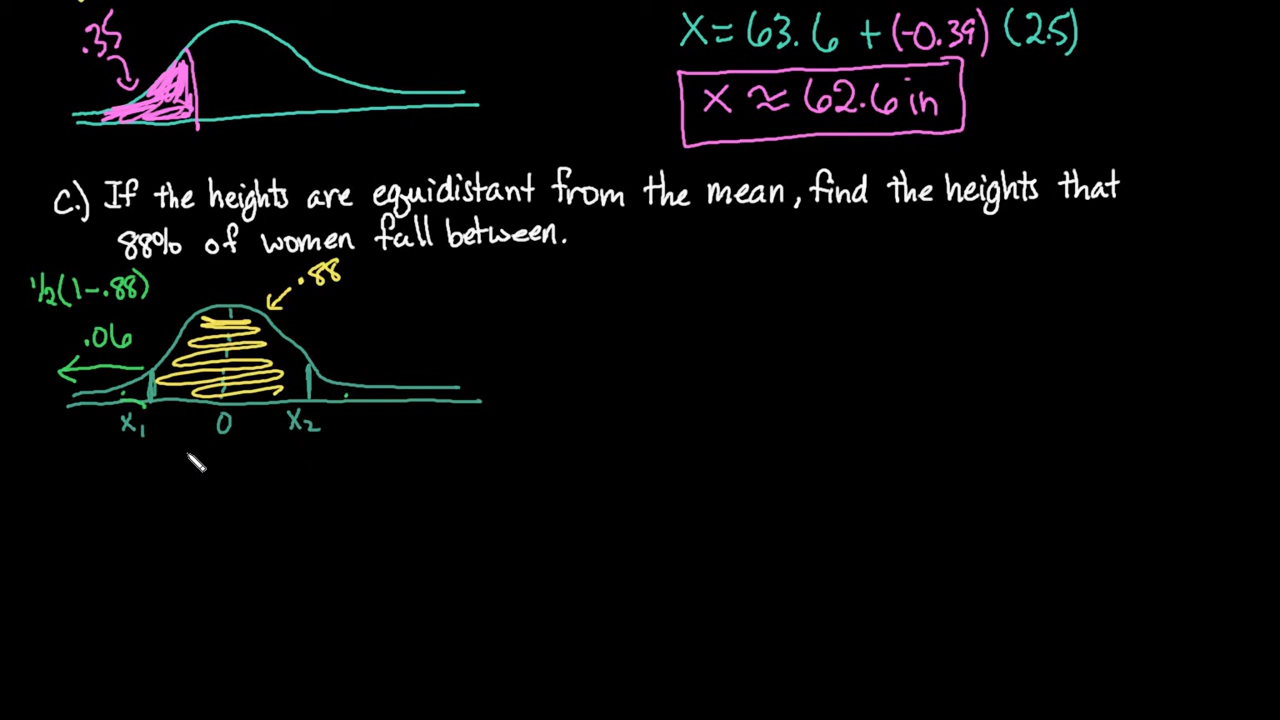 .35
X = 63.6 + (-0.39) (2.5)
X ≈ 62.6 in
c.) If the heights are equidistant from the mean, find the heights that
88% of women fall between.
½(1-.88)
.88
.06
X₁ 0 X₂